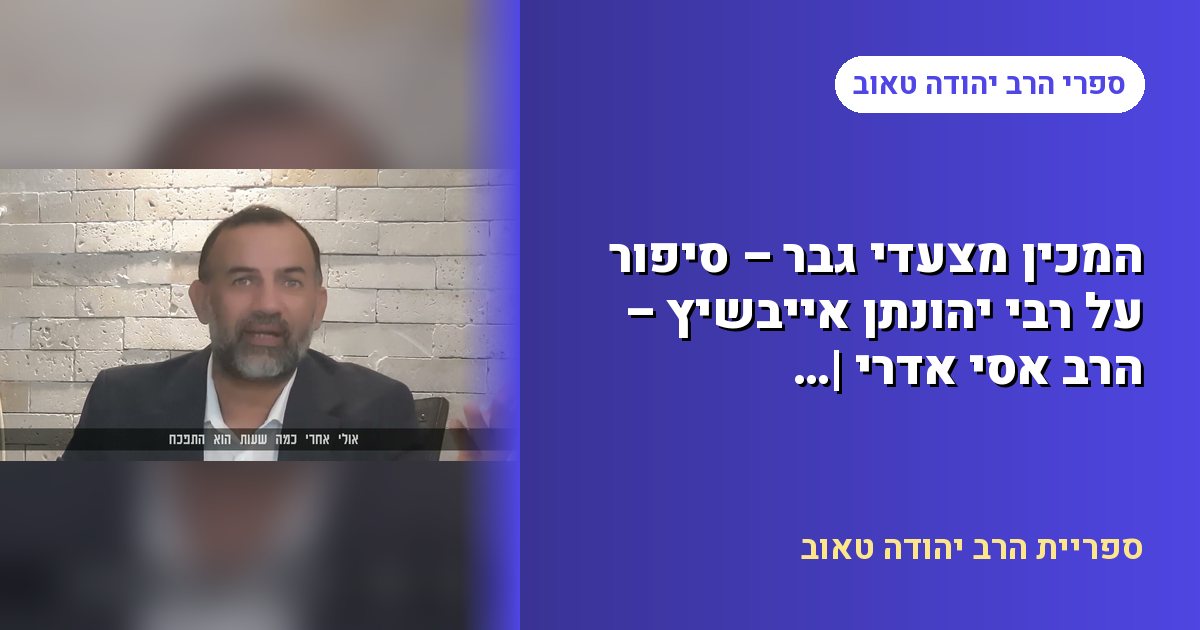 ספרי הרב יהודה טאוב
המכין מצעדי גבר – סיפור
על רבי יהונתן אייבשיץ –
הרב אסי אדרי |...
אולי אחרי כמה שעות הוא התפכח
ספריית הרב יהודה טאוב